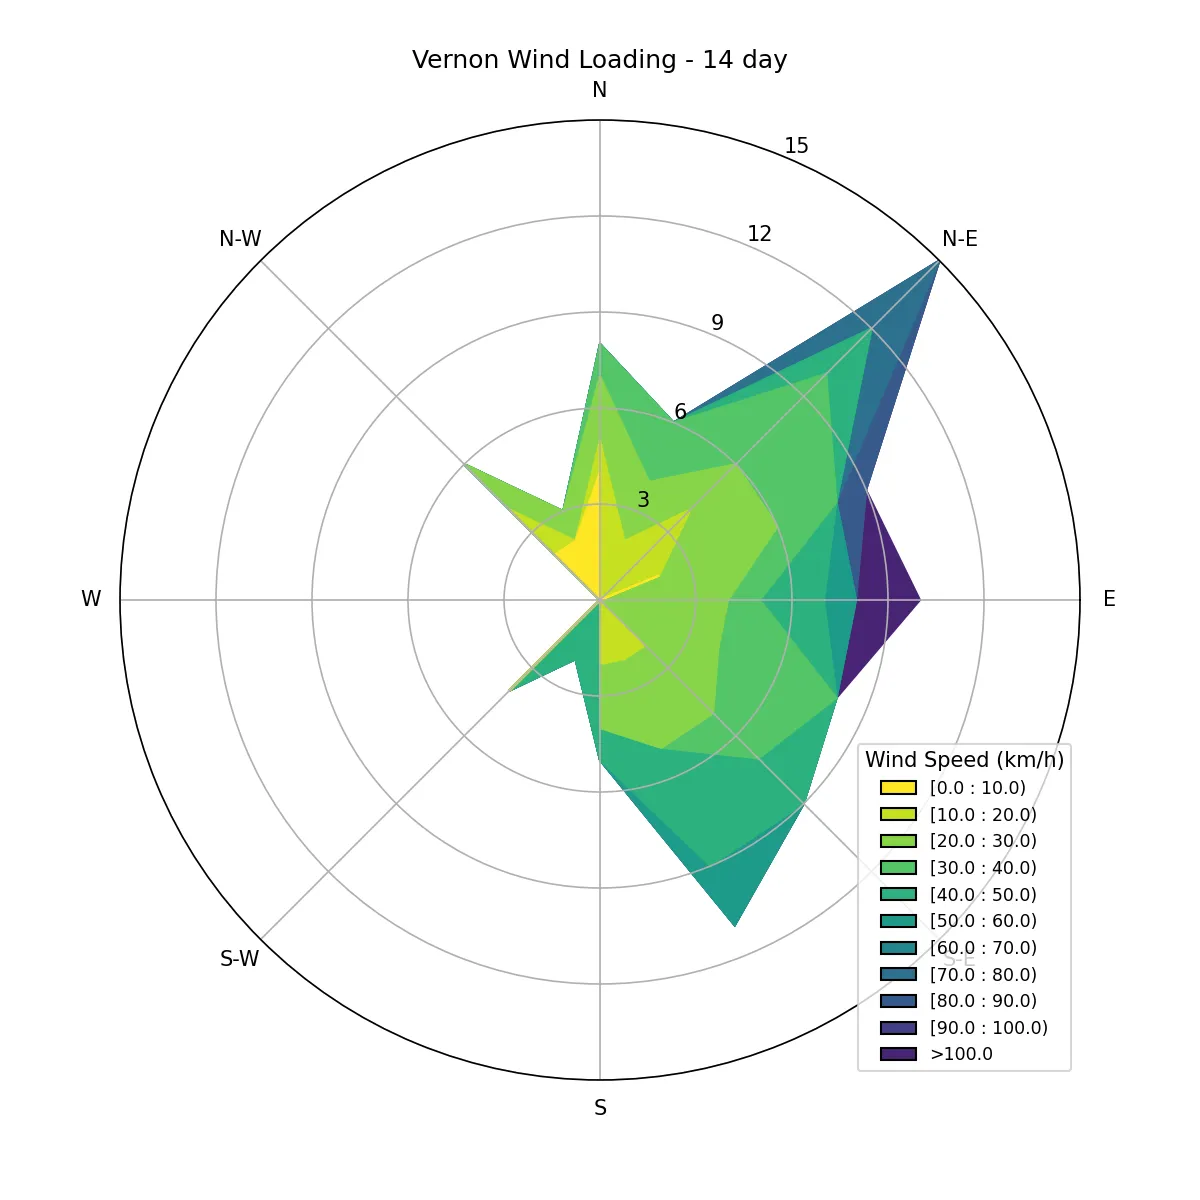 Vernon Wind Loading - 14 day
N
15
12
N-W
N-E
9
6
3
W
E
Wind Speed (km/h)
[0.0 : 10.0)
[10.0 : 20.0)
[20.0 : 30.0)
[30.0 : 40.0)
[40.0 : 50.0)
[50.0 : 60.0)
[60.0 : 70.0)
[70.0 : 80.0)
[80.0 : 90.0)
[90.0 : 100.0)
>100.0
S-W
S-E
S